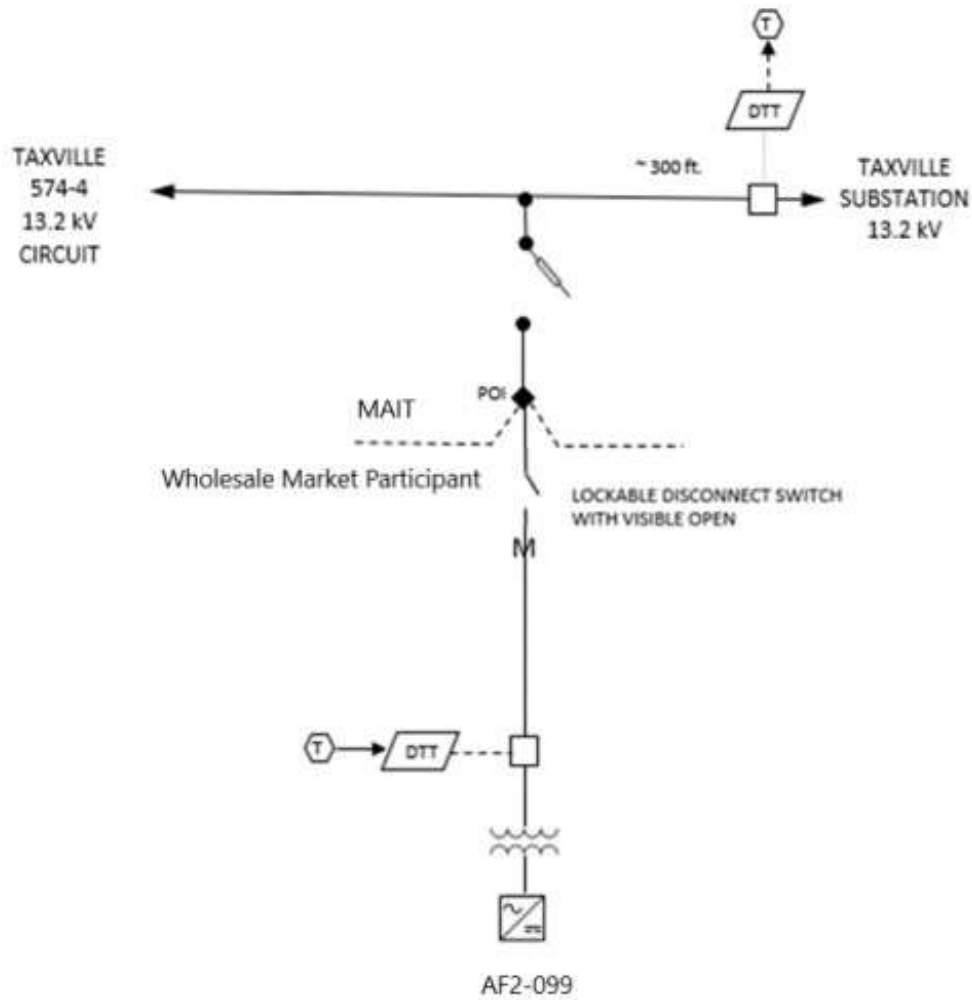 T
DTT
TAXVILLE
574-4
13.2 kV
CIRCUIT
~ 300 ft.
TAXVILLE
SUBSTATION
13.2 kV
POI
MAIT
Wholesale Market Participant
LOCKABLE DISCONNECT SWITCH
WITH VISIBLE OPEN
M
T
DTT
AF2-099